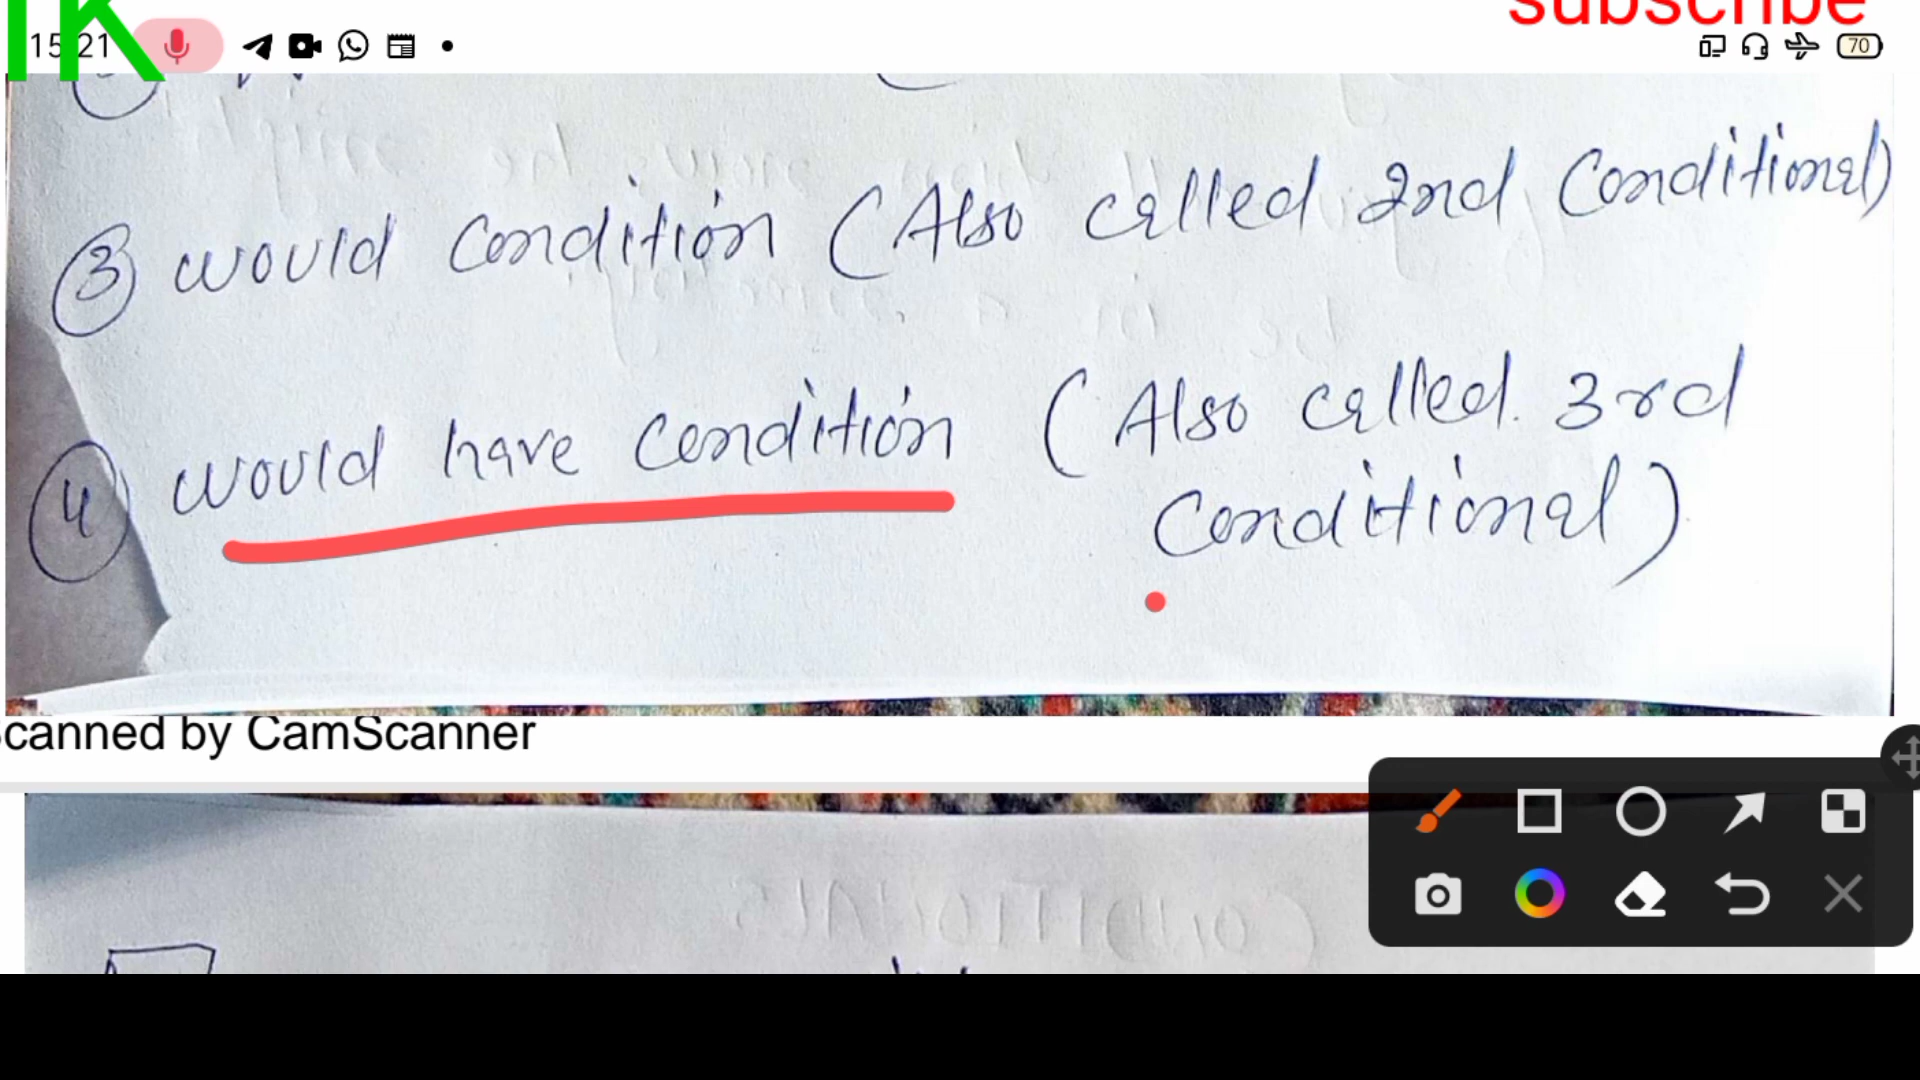 subscribe
15:21
70
③ would condition (Also called 2nd Conditional)
④ would have condition (Also called 3rd
Conditional)
Scanned by CamScanner